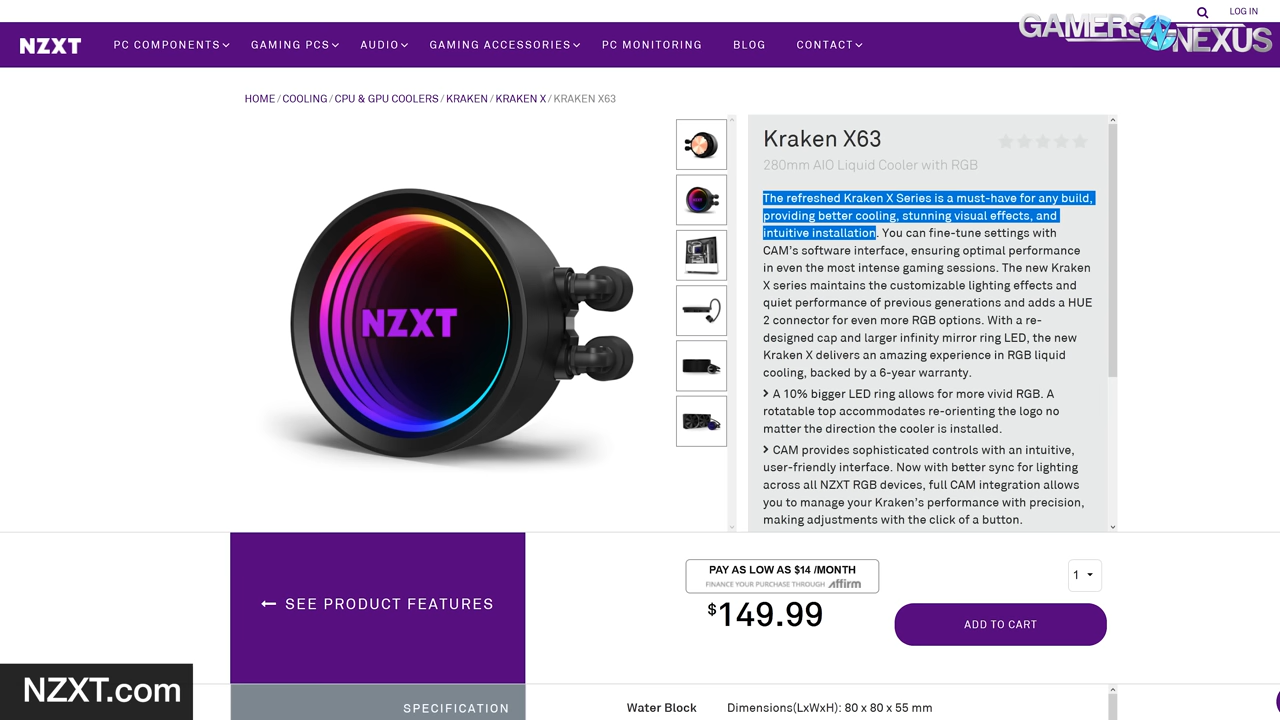 LOG IN
GAMERS NEXUS
NZXT
PC COMPONENTS
GAMING PCS
AUDIO
GAMING ACCESSORIES
PC MONITORING
BLOG
CONTACT
HOME / COOLING / CPU & GPU COOLERS / KRAKEN / KRAKEN X / KRAKEN X63
NZXT
Kraken X63
280mm AIO Liquid Cooler with RGB
The refreshed Kraken X Series is a must-have for any build,
providing better cooling, stunning visual effects, and
intuitive installation. You can fine-tune settings with
CAM's software interface, ensuring optimal performance
in even the most intense gaming sessions. The new Kraken
X series maintains the customizable lighting effects and
quiet performance of previous generations and adds a HUE
2 connector for even more RGB options. With a re-
designed cap and larger infinity mirror ring LED, the new
Kraken X delivers an amazing experience in RGB liquid
cooling, backed by a 6-year warranty.
A 10% bigger LED ring allows for more vivid RGB. A
rotatable top accommodates re-orienting the logo no
matter the direction the cooler is installed.
CAM provides sophisticated controls with an intuitive,
user-friendly interface. Now with better sync for lighting
across all NZXT RGB devices, full CAM integration allows
you to manage your Kraken's performance with precision,
making adjustments with the click of a button.
SEE PRODUCT FEATURES
PAY AS LOW AS $14 /MONTH
FINANCE YOUR PURCHASE THROUGH affirm
$149.99
1
ADD TO CART
NZXT.com
SPECIFICATION
Water Block
Dimensions(LxWxH): 80 x 80 x 55 mm